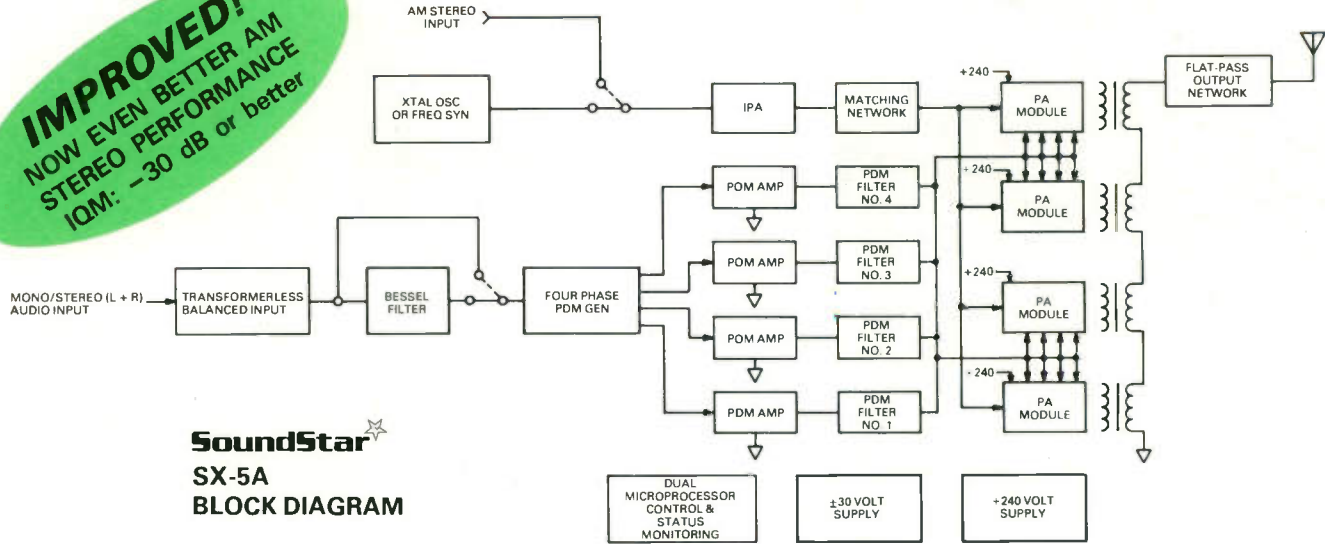 IMPROVED!
NOW EVEN BETTER AM
STEREO PERFORMANCE
IQM: -30 dB or better
AM STEREO
INPUT
XTAL OSC
OR FREQ SYN
IPA
MATCHING
NETWORK
+240
PA
MODULE
FLAT-PASS
OUTPUT
NETWORK
+240
PA
MODULE
MONO/STEREO (L + R)
AUDIO INPUT
TRANSFORMERLESS
BALANCED INPUT
BESSEL
FILTER
FOUR PHASE
PDM GEN
POM AMP
PDM
FILTER
NO. 4
POM AMP
PDM
FILTER
NO. 3
POM AMP
PDM
FILTER
NO. 2
PDM AMP
PDM
FILTER
NO. 1
+240
PA
MODULE
- 240
PA
MODULE
SoundStar
SX-5A
BLOCK DIAGRAM
DUAL
MICROPROCESSOR
CONTROL &
STATUS
MONITORING
±30 VOLT
SUPPLY
+240 VOLT
SUPPLY